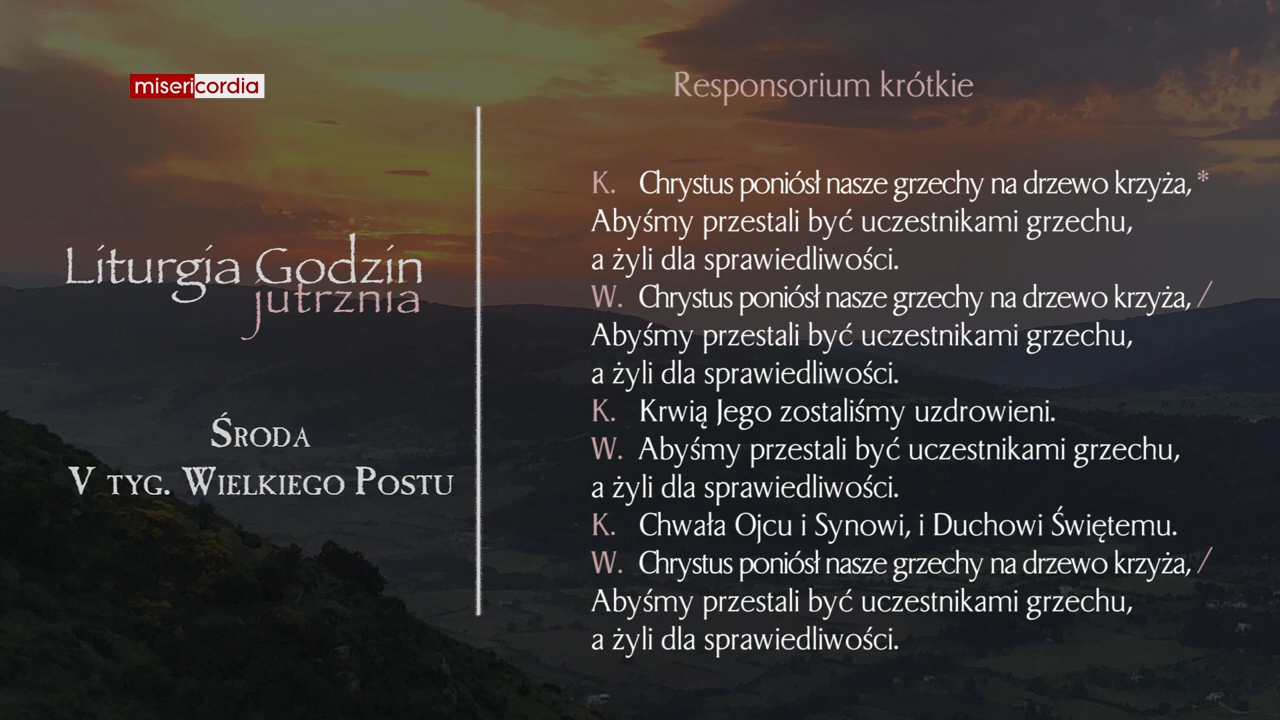 misericordia
Liturgia Godzin
jutrznia
Środa
V tyg. Wielkiego Postu
Responsorium krótkie
K. Chrystus poniósł nasze grzechy na drzewo krzyża, *
Abyśmy przestali być uczestnikami grzechu,
a żyli dla sprawiedliwości.
W. Chrystus poniósł nasze grzechy na drzewo krzyża, /
Abyśmy przestali być uczestnikami grzechu,
a żyli dla sprawiedliwości.
K. Krwią Jego zostaliśmy uzdrowieni.
W. Abyśmy przestali być uczestnikami grzechu,
a żyli dla sprawiedliwości.
K. Chwała Ojcu i Synowi, i Duchowi Świętemu.
W. Chrystus poniósł nasze grzechy na drzewo krzyża, /
Abyśmy przestali być uczestnikami grzechu,
a żyli dla sprawiedliwości.